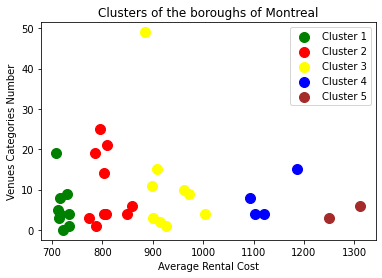 Clusters of the boroughs of Montreal
Cluster 1
Cluster 2
Cluster 3
Cluster 4
Cluster 5
Venues Categories Number
50
40
30
20
10
0
700 800 900 1000 1100 1200 1300
Average Rental Cost